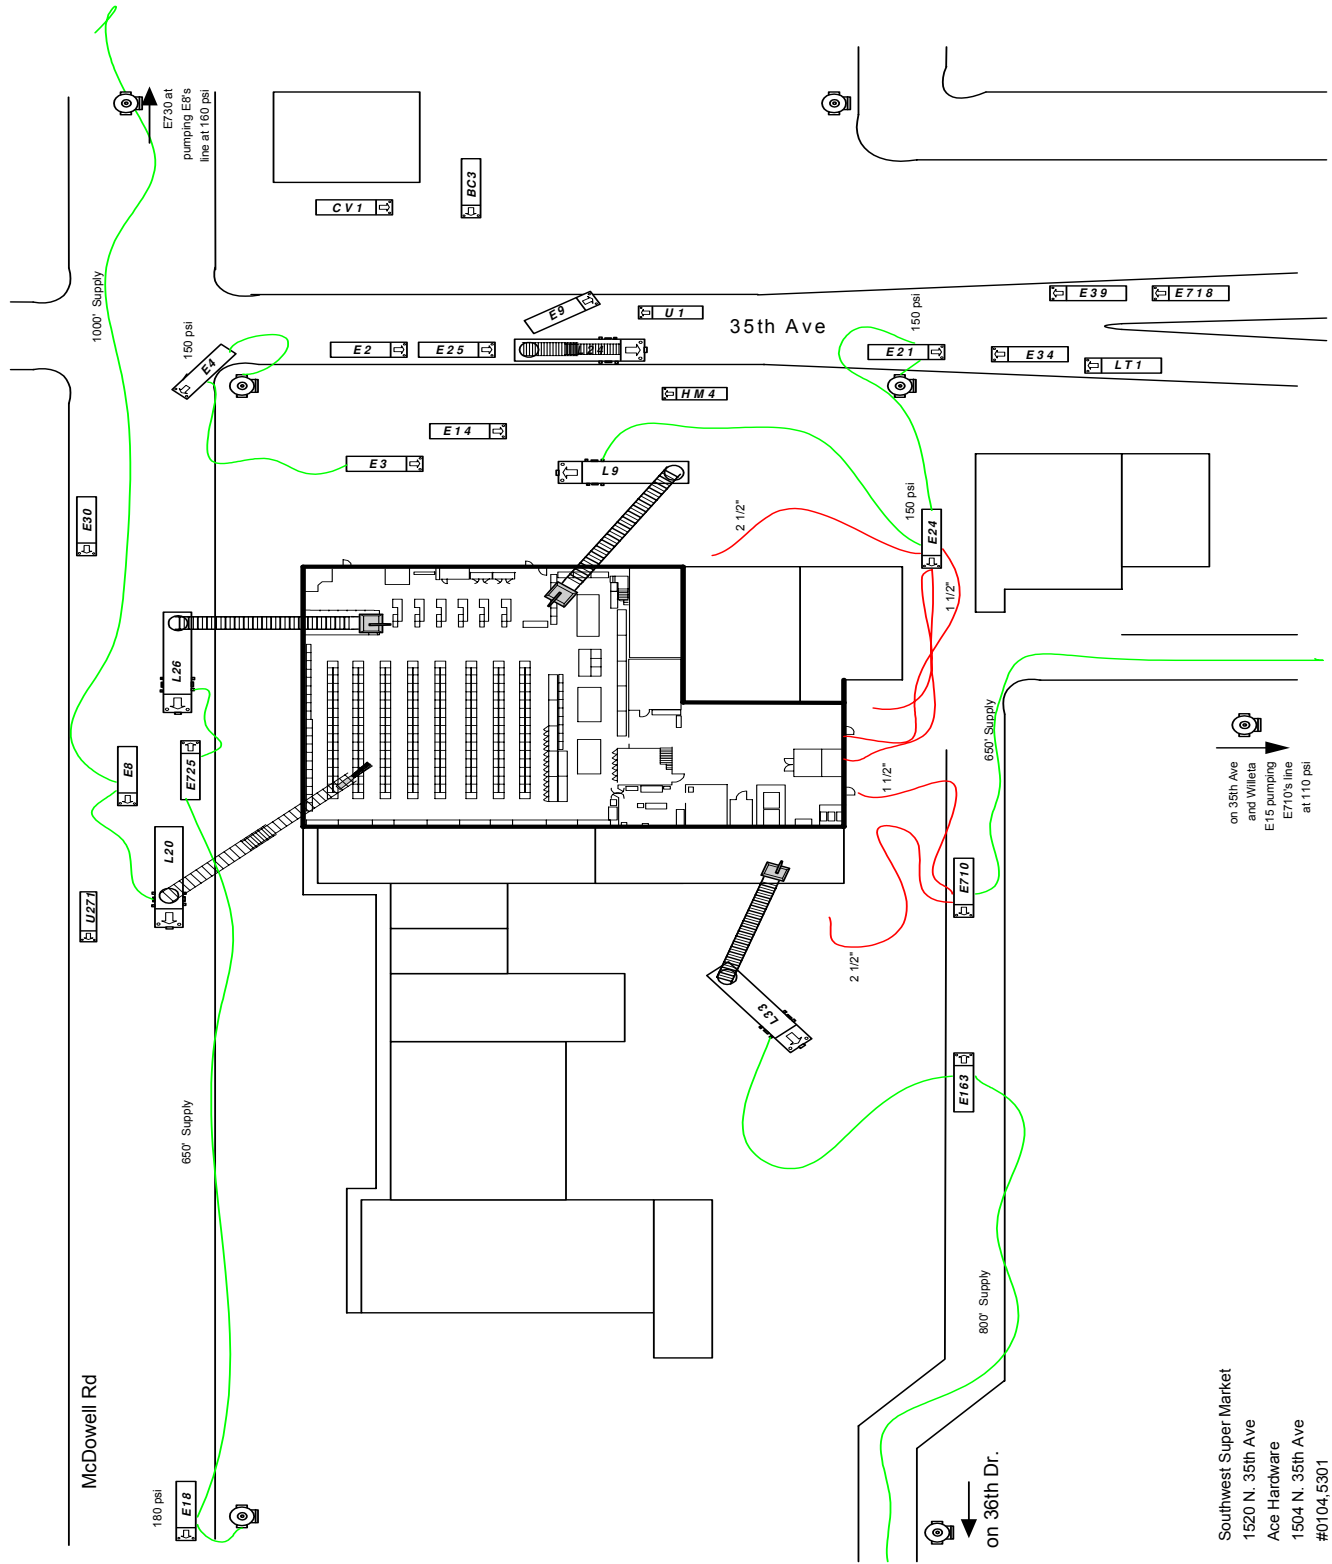 E730 at
pumping E8's
line at 160 psi
CV1
BC3
1000' Supply
150 psi
E4
E2
E25
E9
U1
L24
35th Ave
HM4
150 psi
E21
E39
E718
E34
LT1
E14
E3
L9
E30
2 1/2"
150 psi
E24
1 1/2"
L26
E8
E725
L20
U271
1 1/2"
650' Supply
on 35th Ave
and Willeta
E15 pumping
E710's line
at 110 psi
E710
2 1/2"
L33
E163
650' Supply
800' Supply
McDowell Rd
180 psi
E18
on 36th Dr.
Southwest Super Market
1520 N. 35th Ave
Ace Hardware
1504 N. 35th Ave
#0104,5301